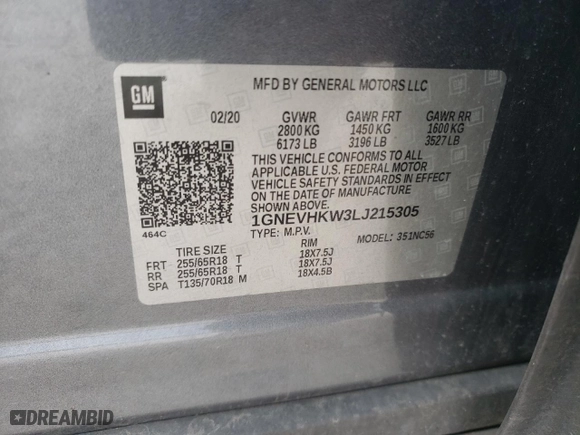 GM
MFD BY GENERAL MOTORS LLC
02/20 GVWR GAWR FRT GAWR RR
2800 KG 1450 KG 1600 KG
6173 LB 3196 LB 3527 LB
THIS VEHICLE CONFORMS TO ALL
APPLICABLE U.S. FEDERAL MOTOR
VEHICLE SAFETY STANDARDS IN EFFECT
ON THE DATE OF MANUFACTURE
SHOWN ABOVE.
1GNEVHKW3LJ215305
464C TYPE: M.P.V. MODEL: 351NC56
TIRE SIZE RIM
FRT 255/65R18 T 18X7.5J
RR 255/65R18 T 18X7.5J
SPA T135/70R18 M 18X4.5B
DREAMBID